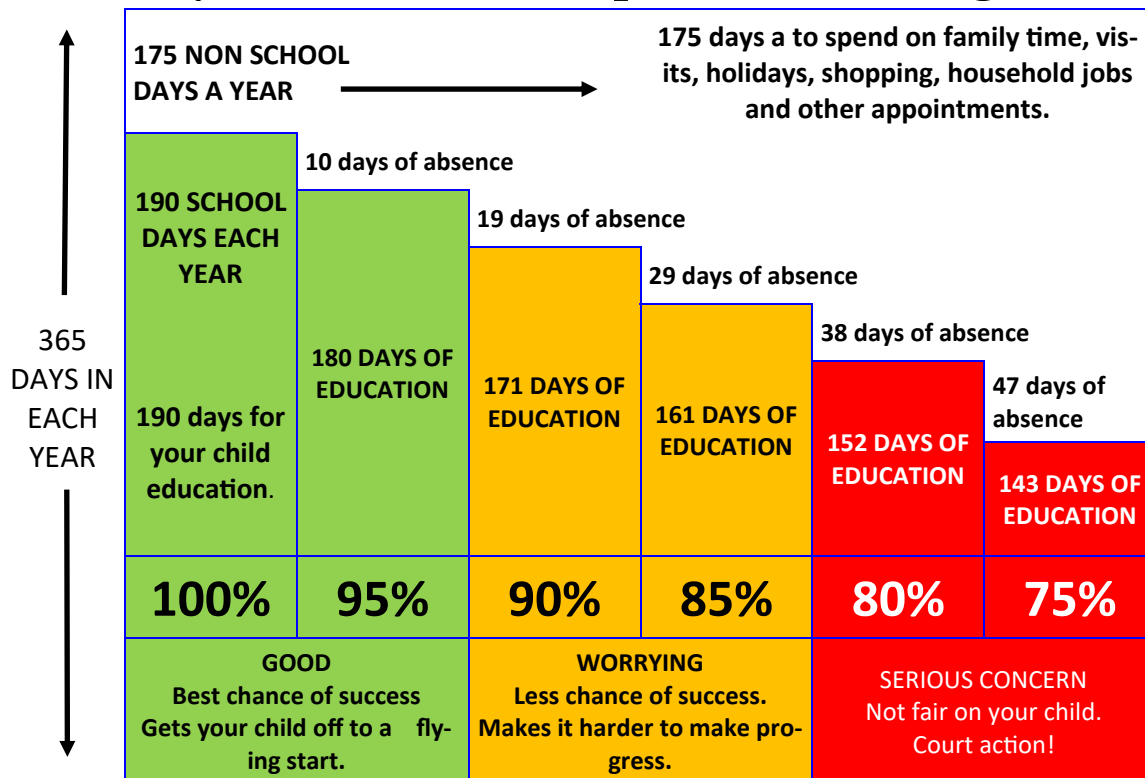 175 NON SCHOOL
DAYS A YEAR
175 days a to spend on family time, vis-
its, holidays, shopping, household jobs
and other appointments.
10 days of absence
190 SCHOOL
DAYS EACH
YEAR
19 days of absence
29 days of absence
365
DAYS IN
EACH
YEAR
38 days of absence
180 DAYS OF
EDUCATION
171 DAYS OF
EDUCATION
161 DAYS OF
EDUCATION
47 days of
absence
190 days for
your child
education.
152 DAYS OF
EDUCATION
143 DAYS OF
EDUCATION
100%
95%
90%
85%
80%
75%
GOOD
Best chance of success
Gets your child off to a fly-
ing start.
WORRYING
Less chance of success.
Makes it harder to make pro-
gress.
SERIOUS CONCERN
Not fair on your child.
Court action!